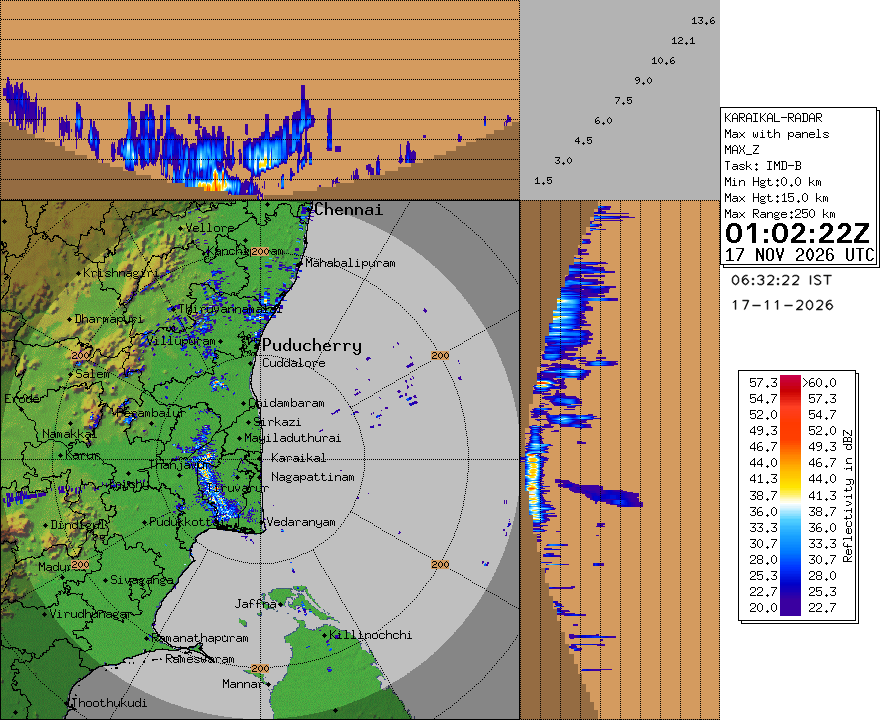 13.6
12.1
10.6
9.0
7.5
6.0
4.5
3.0
1.5
KARAIKAL-RADAR
Max with panels
MAX_Z
Task: IMD-B
Min Hgt:0.0 km
Max Hgt:15.0 km
Max Range:250 km
01:02:22Z
17 NOV 2026 UTC
06:32:22 IST
17-11-2026
Chennai
Vellore
200
Mahabalipuram
Krishnagiri
Dharmapuri
Villupuram
Puducherry
200
200
Cuddalore
Salem
Chidambaram
Perambalur
Sirkazi
Namakkal
Mayiladuthurai
Karur
Karaikal
Nagapattinam
Pudukkottai
Vedaranyam
Dindigul
200
200
Sivaganga
Jaffna
Virudhunagar
Killinochchi
Ramanathapuram
Rameswaram
200
Mannar
Thoothukudi
57.3 >60.0
54.7 57.3
52.0 54.7
49.3 52.0
46.7 49.3
44.0 46.7
41.3 44.0
38.7 41.3
36.0 38.7
33.3 36.0
30.7 33.3
28.0 30.7
25.3 28.0
22.7 25.3
20.0 22.7
Reflectivity in dBZ